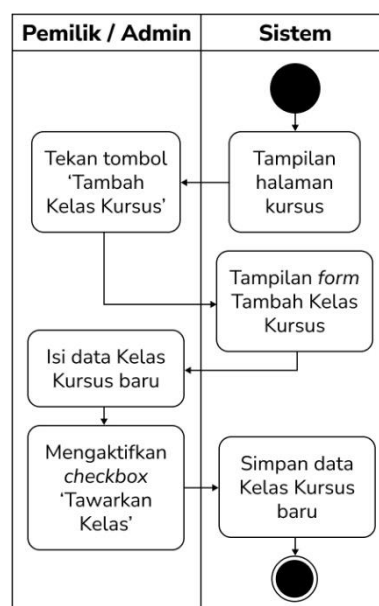 Pemilik / Admin
Sistem
Tampilan
halaman
kursus
Tekan tombol
‘Tambah
Kelas Kursus’
Tampilan form
Tambah Kelas
Kursus
Isi data Kelas
Kursus baru
Mengaktifkan
checkbox
‘Tawarkan
Kelas’
Simpan data
Kelas Kursus
baru